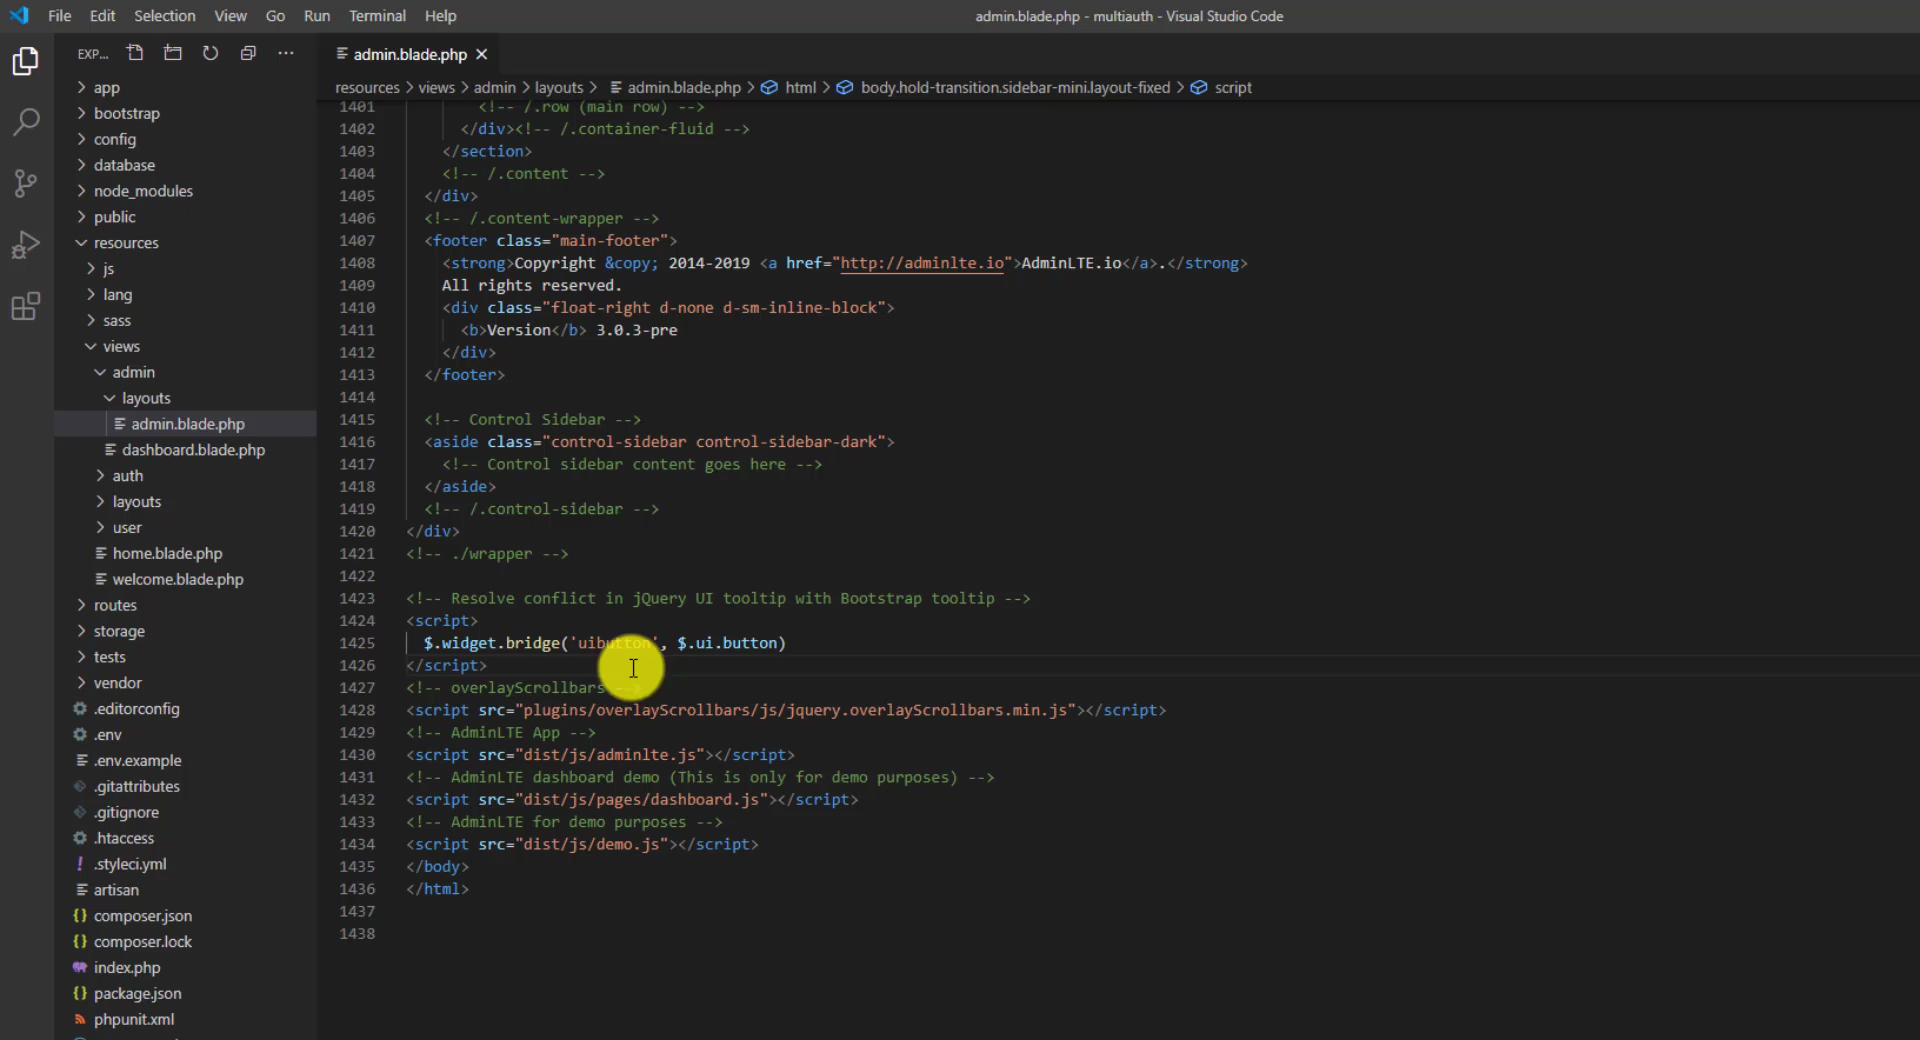 File Edit Selection View Go Run Terminal Help
admin.blade.php - multiauth - Visual Studio Code
EXP...
app
bootstrap
config
database
node_modules
public
resources
js
lang
sass
views
admin
layouts
admin.blade.php
dashboard.blade.php
auth
layouts
user
home.blade.php
welcome.blade.php
routes
storage
tests
vendor
.editorconfig
.env
.env.example
.gitattributes
.gitignore
.htaccess
.styleci.yml
artisan
composer.json
composer.lock
index.php
package.json
phpunit.xml
admin.blade.php
resources > views > admin > layouts > admin.blade.php > html > body.hold-transition.sidebar-mini.layout-fixed > script
1401 <!-- /.row (main row) -->
1402 </div><!-- /.container-fluid -->
1403 </section>
1404 <!-- /.content -->
1405 </div>
1406 <!-- /.content-wrapper -->
1407 <footer class="main-footer">
1408 <strong>Copyright &copy; 2014-2019 <a href="http://adminlte.io">AdminLTE.io</a>.</strong>
1409 All rights reserved.
1410 <div class="float-right d-none d-sm-inline-block">
1411 <b>Version</b> 3.0.3-pre
1412 </div>
1413 </footer>
1414
1415 <!-- Control Sidebar -->
1416 <aside class="control-sidebar control-sidebar-dark">
1417 <!-- Control sidebar content goes here -->
1418 </aside>
1419 <!-- /.control-sidebar -->
1420 </div>
1421 <!-- ./wrapper -->
1422
1423 <!-- Resolve conflict in jQuery UI tooltip with Bootstrap tooltip -->
1424 <script>
1425 $.widget.bridge('uibutton', $.ui.button)
1426 </script>
1427 <!-- overlayScrollbars -->
1428 <script src="plugins/overlayScrollbars/js/jquery.overlayScrollbars.min.js"></script>
1429 <!-- AdminLTE App -->
1430 <script src="dist/js/adminlte.js"></script>
1431 <!-- AdminLTE dashboard demo (This is only for demo purposes) -->
1432 <script src="dist/js/pages/dashboard.js"></script>
1433 <!-- AdminLTE for demo purposes -->
1434 <script src="dist/js/demo.js"></script>
1435 </body>
1436 </html>
1437
1438